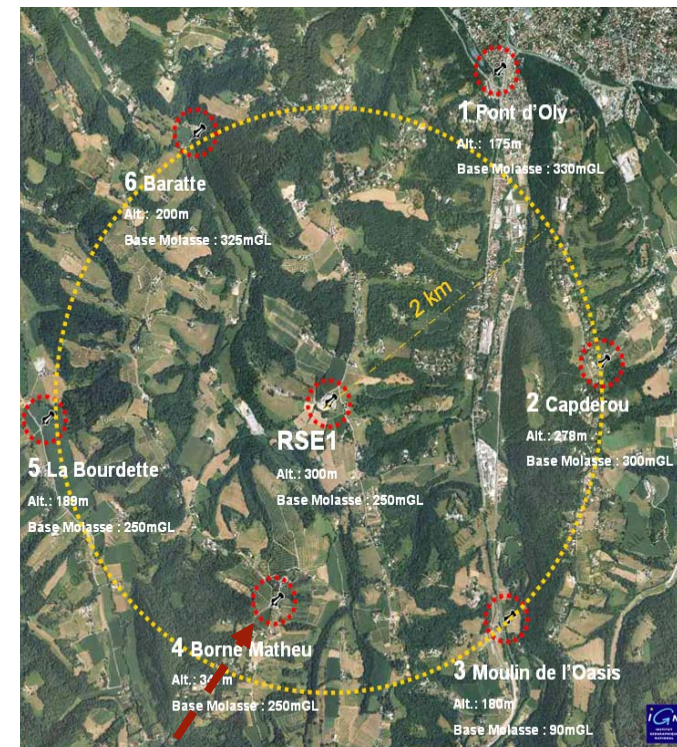 1 Pont d'Oly
Alt.: 175m
Base Molasse : 330mGL
6 Baratte
Alt.: 200m
Base Molasse : 325mGL
2 km
2 Capderou
Alt.: 278m
Base Molasse : 300mGL
RSE1
Alt.: 300m
Base Molasse : 250mGL
5 La Bourdette
Alt.: 189m
Base Molasse : 250mGL
4 Borne Matheu
Alt.:
Base Molasse : 250mGL
3 Moulin de l'Oasis
Alt.: 180m
Base Molasse : 90mGL
IGN